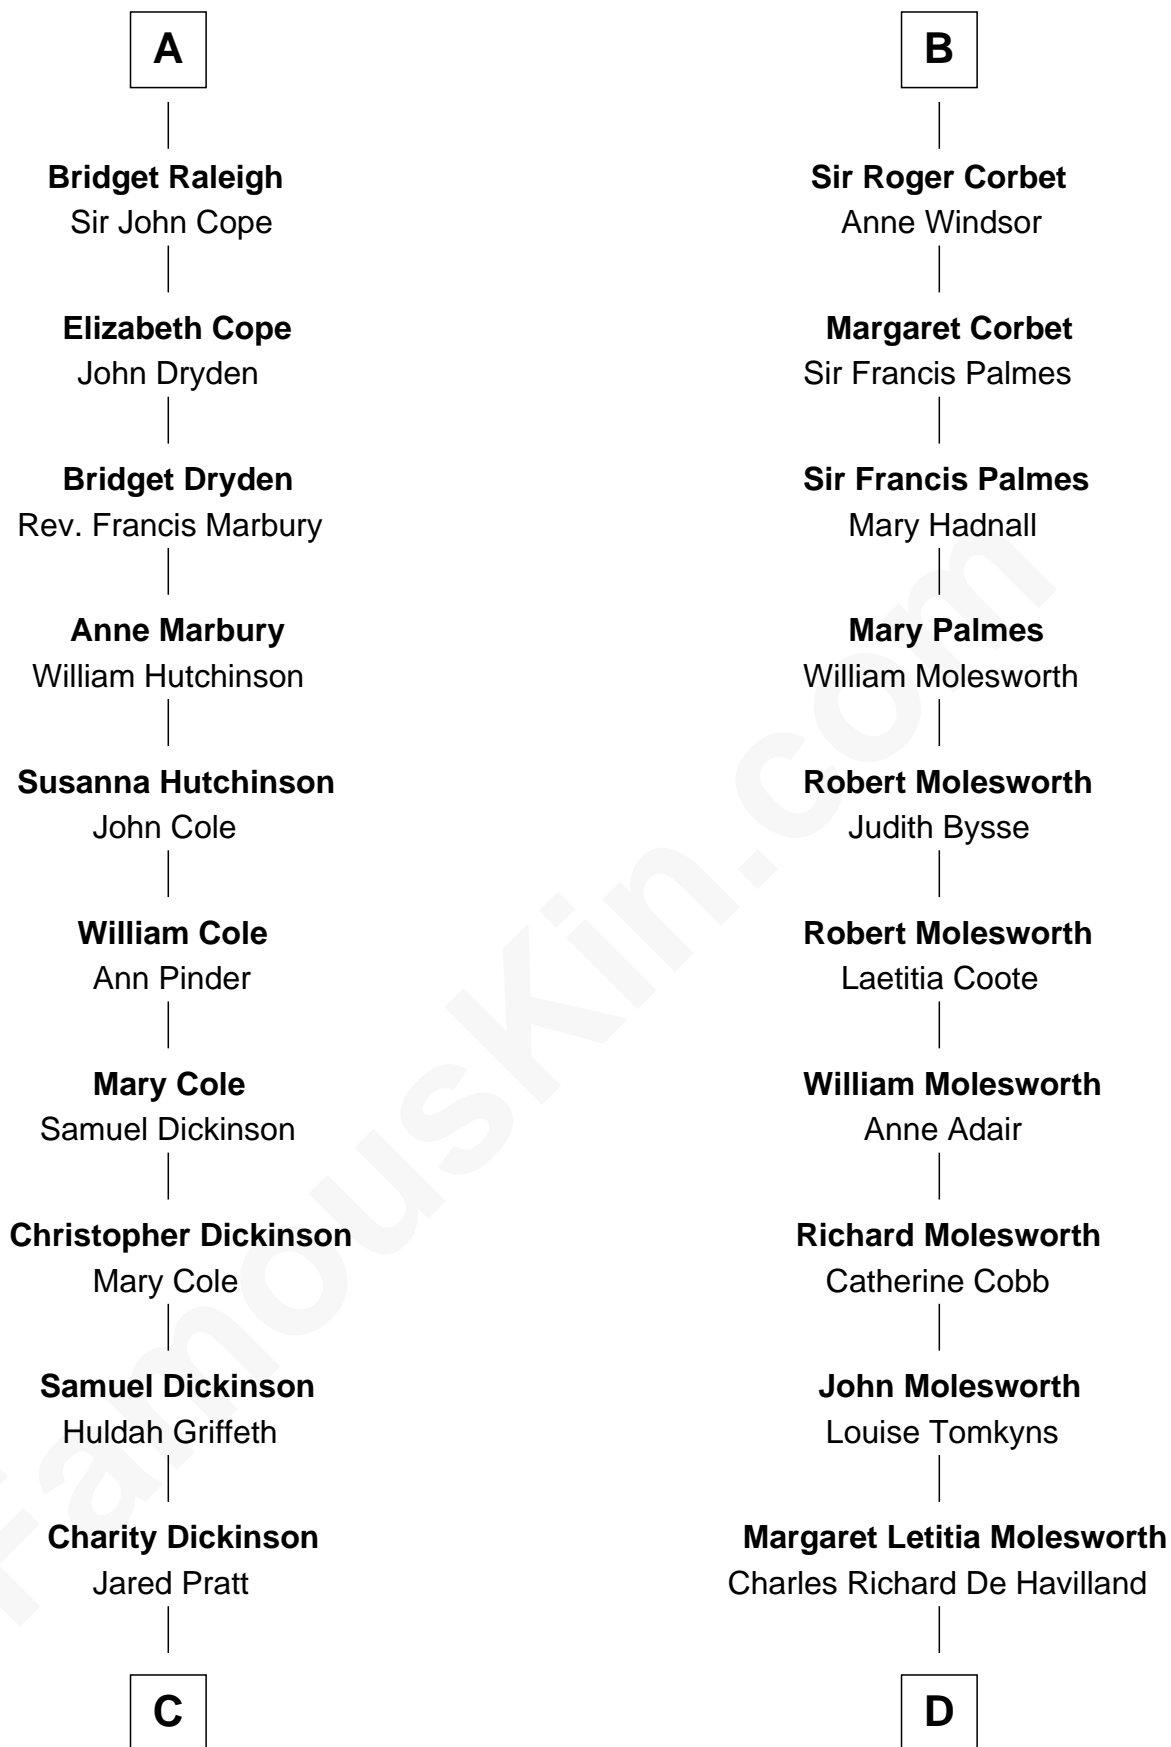 A
Bridget Raleigh
Sir John Cope
Elizabeth Cope
John Dryden
Bridget Dryden
Rev. Francis Marbury
Anne Marbury
William Hutchinson
Susanna Hutchinson
John Cole
William Cole
Ann Pinder
Mary Cole
Samuel Dickinson
Christopher Dickinson
Mary Cole
Samuel Dickinson
Huldah Griffeth
Charity Dickinson
Jared Pratt
C
B
Sir Roger Corbet
Anne Windsor
Margaret Corbet
Sir Francis Palmes
Sir Francis Palmes
Mary Hadnall
Mary Palmes
William Molesworth
Robert Molesworth
Judith Bysse
Robert Molesworth
Laetitia Coote
William Molesworth
Anne Adair
Richard Molesworth
Catherine Cobb
John Molesworth
Louise Tomkyns
Margaret Letitia Molesworth
Charles Richard De Havilland
D
FamousKin.com